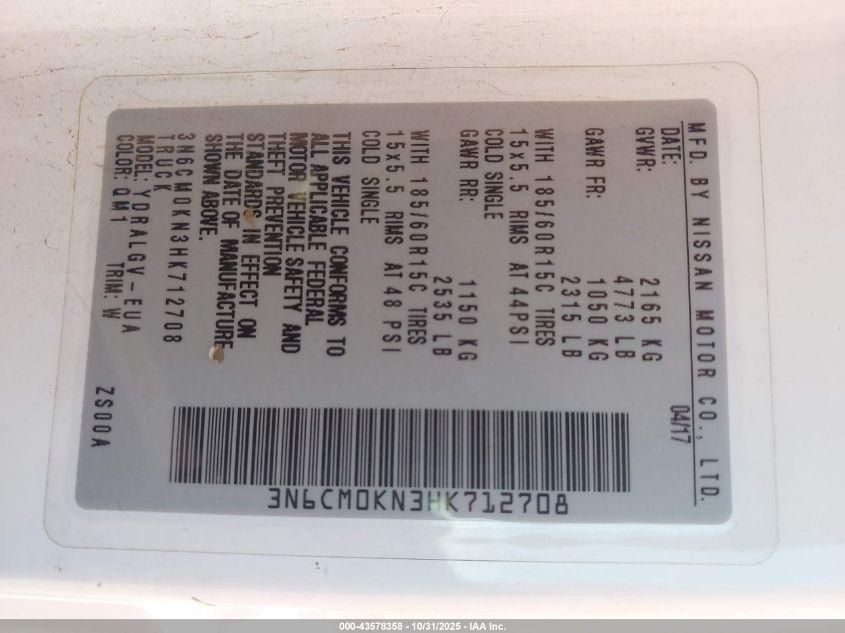 MFD. BY NISSAN MOTOR CO., LTD.
DATE: 04/17
GVWR: 2165 KG
4773 LB
GAWR FR: 1050 KG
2315 LB
WITH 185/60R15C TIRES
15x5.5 RIMS AT 44PSI
COLD SINGLE
GAWR RR: 1150 KG
2535 LB
WITH 185/60R15C TIRES
15x5.5 RIMS AT 48 PSI
COLD SINGLE
THIS VEHICLE CONFORMS TO
ALL APPLICABLE FEDERAL
MOTOR VEHICLE SAFETY AND
THEFT PREVENTION
STANDARDS IN EFFECT ON
THE DATE OF MANUFACTURE
SHOWN ABOVE.
3N6CM0KN3HK712708
TRUCK
MODEL: YDRALGV-EUA
COLOR: QM1 TRIM: W
ZS00A
3N6CM0KN3HK712708
000-43578358 - 10/31/2025 - IAA Inc.